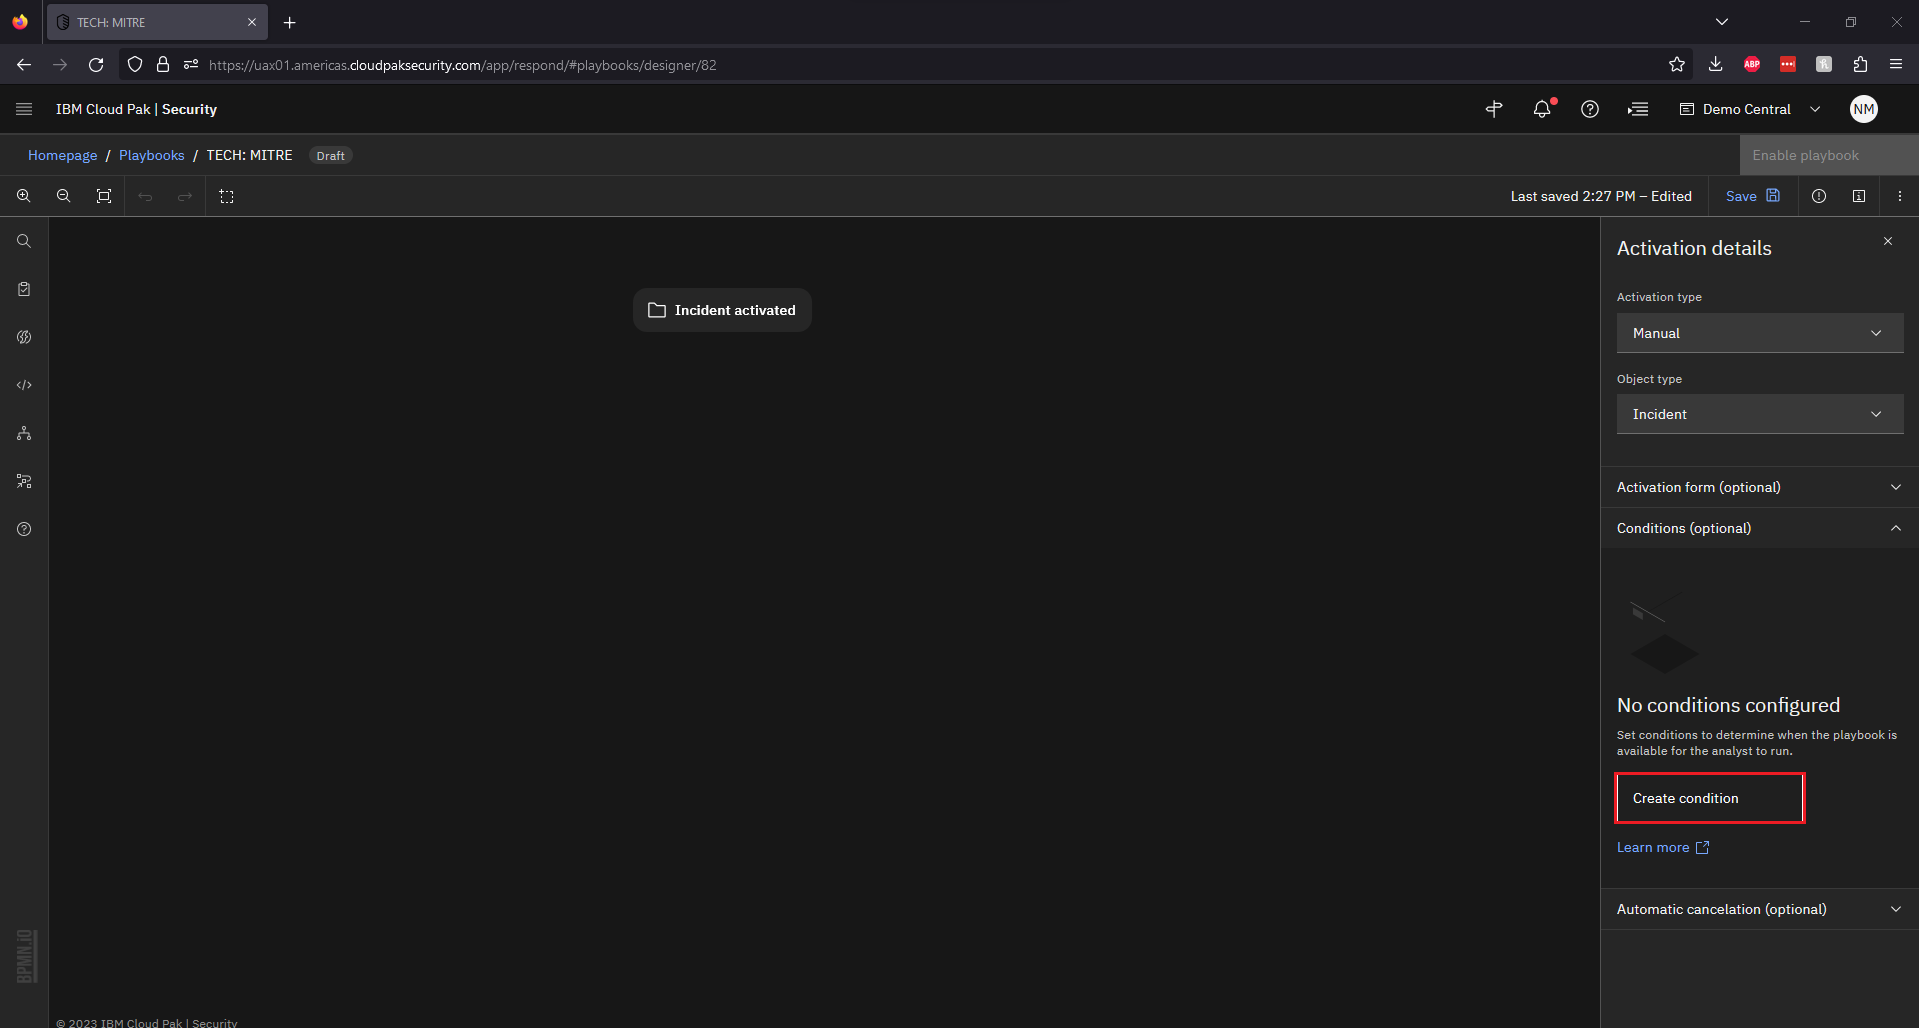 TECH: MITRE
https://uax01.americas.cloudpaksecurity.com/app/respond/#playbooks/designer/82
ABP
IBM Cloud Pak | Security
Demo Central
NM
Homepage / Playbooks / TECH: MITRE Draft
Enable playbook
Last saved 2:27 PM – Edited
Save
Incident activated
Activation details
Activation type
Manual
Object type
Incident
Activation form (optional)
Conditions (optional)
No conditions configured
Set conditions to determine when the playbook is
available for the analyst to run.
Create condition
Learn more
Automatic cancelation (optional)
BPMN.iO
© 2023 IBM Cloud Pak | Security